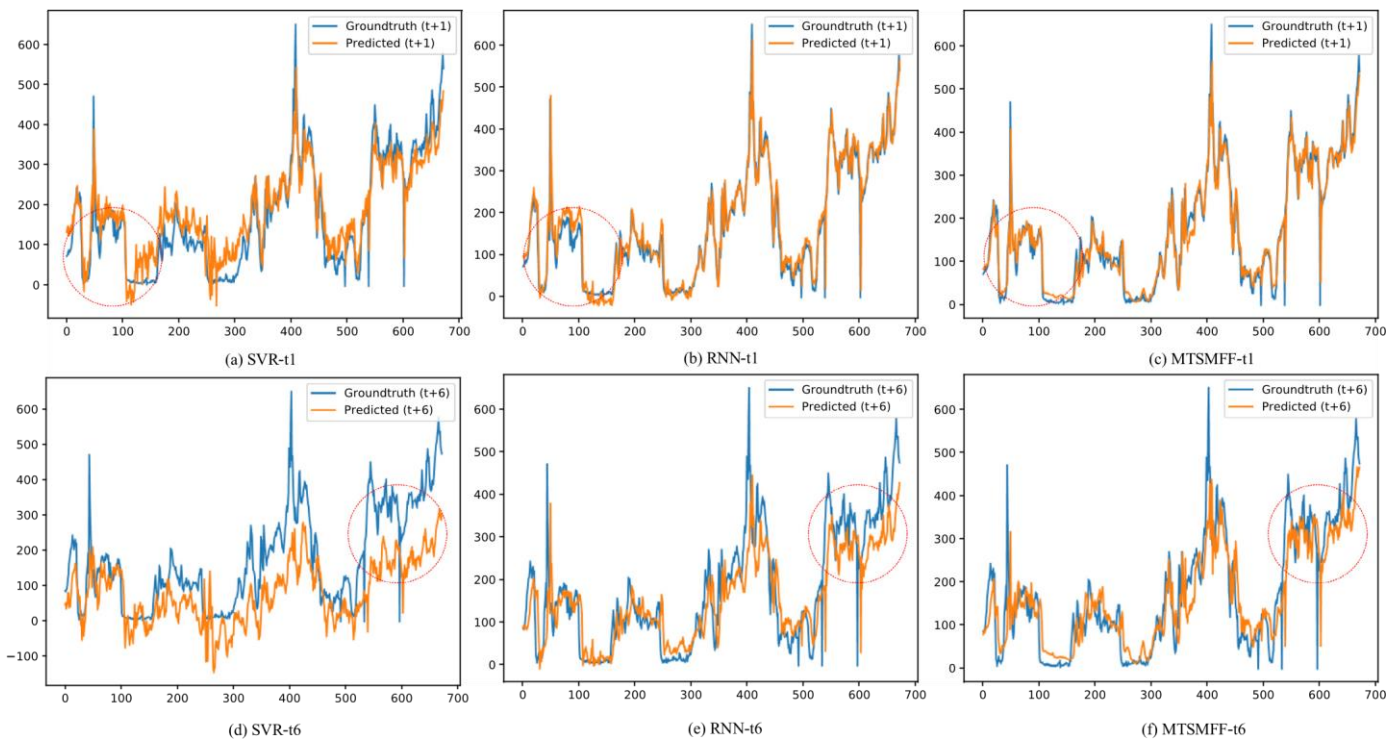 Groundtruth (t+1)
Predicted (t+1)
600
500
400
300
200
100
0
0 100 200 300 400 500 600 700
(a) SVR-t1
Groundtruth (t+1)
Predicted (t+1)
600
500
400
300
200
100
0
0 100 200 300 400 500 600 700
(b) RNN-t1
Groundtruth (t+1)
Predicted (t+1)
600
500
400
300
200
100
0
0 100 200 300 400 500 600 700
(c) MTSMFF-t1
Groundtruth (t+6)
Predicted (t+6)
600
500
400
300
200
100
0
−100
0 100 200 300 400 500 600 700
(d) SVR-t6
Groundtruth (t+6)
Predicted (t+6)
600
500
400
300
200
100
0
0 100 200 300 400 500 600 700
(e) RNN-t6
Groundtruth (t+6)
Predicted (t+6)
600
500
400
300
200
100
0
0 100 200 300 400 500 600 700
(f) MTSMFF-t6